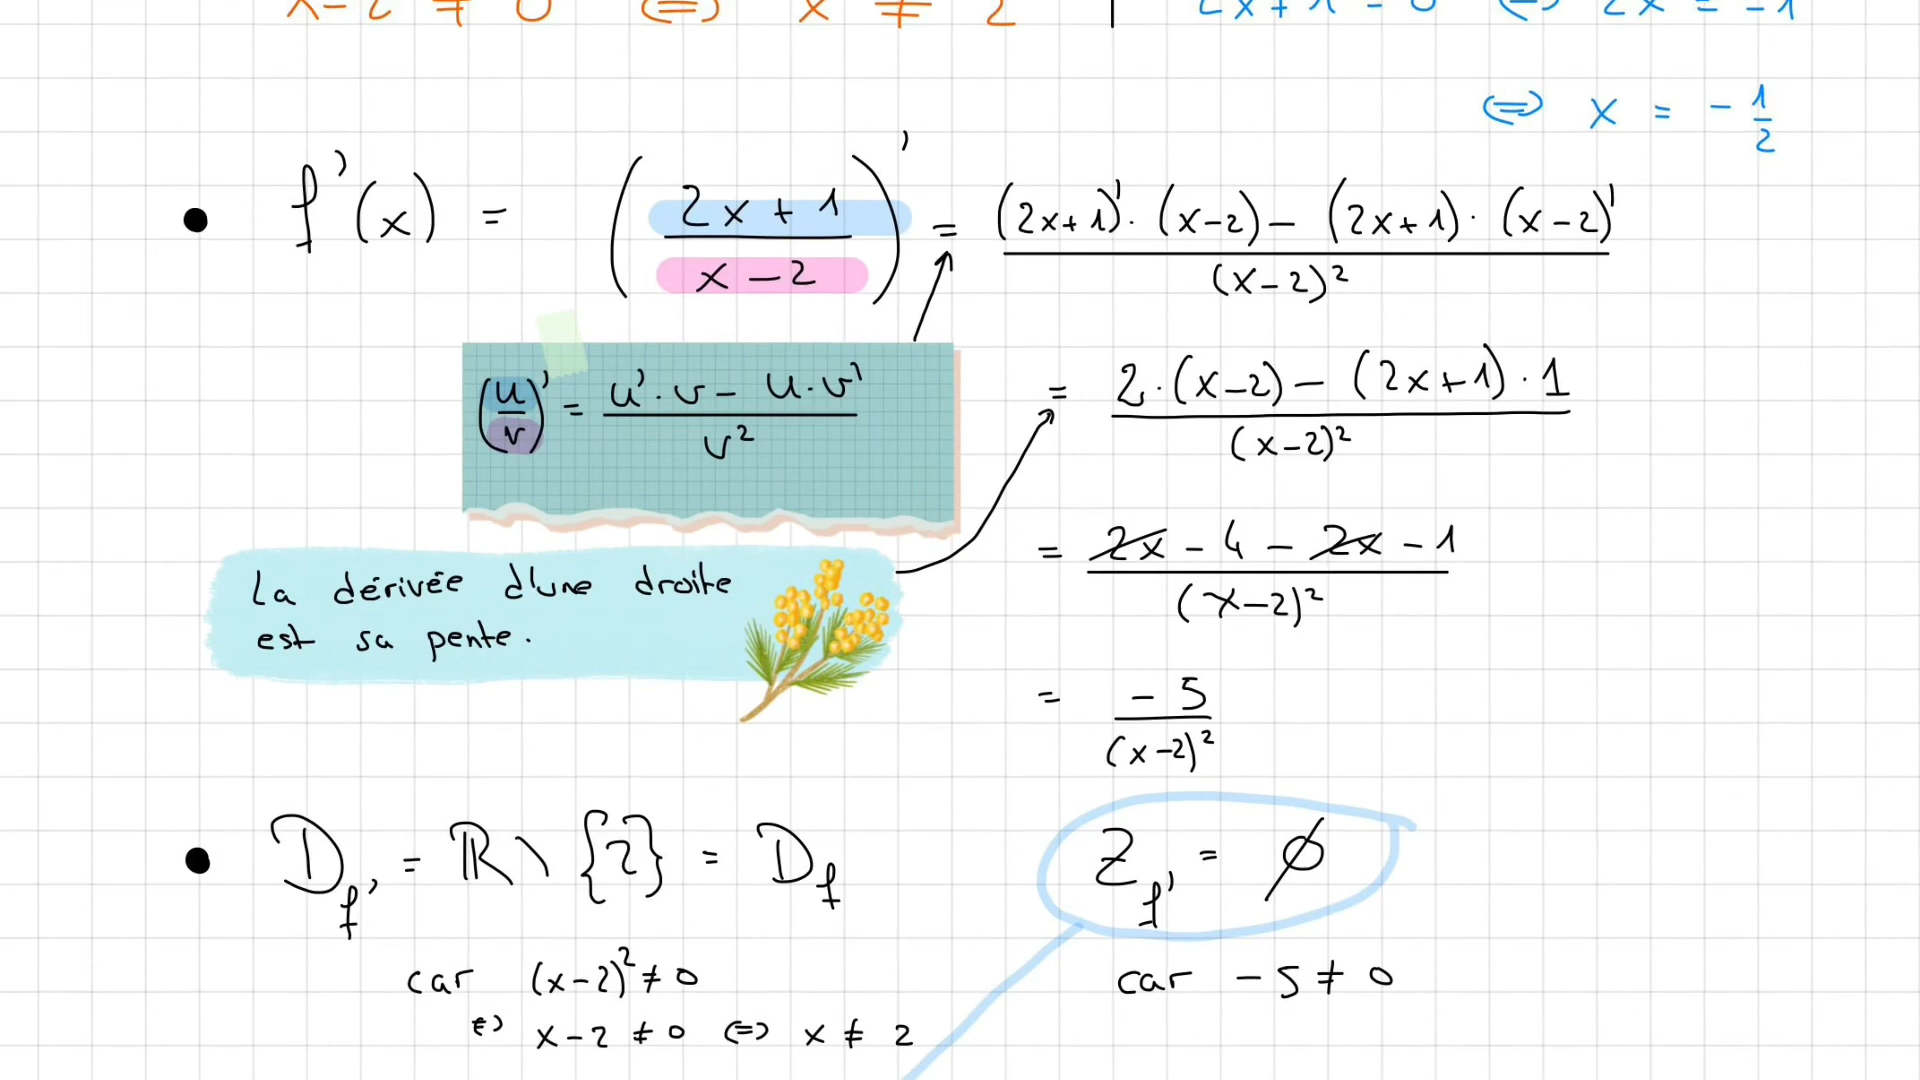 x - 2 ≠ 0 ⇔ x ≠ 2 | 2x + 1 = 0 ⇔ 2x = -1
⇔ x = - 1/2
• f'(x) = ((2x + 1)/(x - 2))' = ((2x+1)' · (x-2) - (2x+1) · (x-2)')/(x-2)²
(u/v)' = (u' · v - u · v')/v²
= (2 · (x-2) - (2x+1) · 1)/(x-2)²
= (2x - 4 - 2x - 1)/(x-2)²
La dérivée d'une droite
est sa pente.
= -5/(x-2)²
• D_f' = ℝ \ {2} = D_f
Z_f' = ∅
car (x-2)² ≠ 0
car -5 ≠ 0
⇔ x-2 ≠ 0 ⇔ x ≠ 2